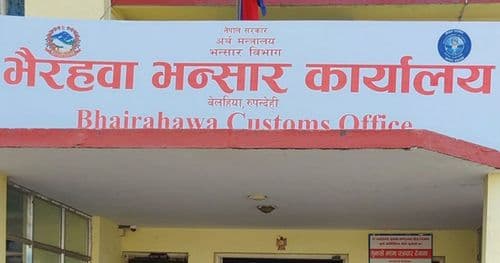 नेपाल सरकार
अर्थ मन्त्रालय
भन्सार विभाग
भैरहवा भन्सार कार्यालय
बेलहिया, रुपन्देही
Bhairahawa Customs Office